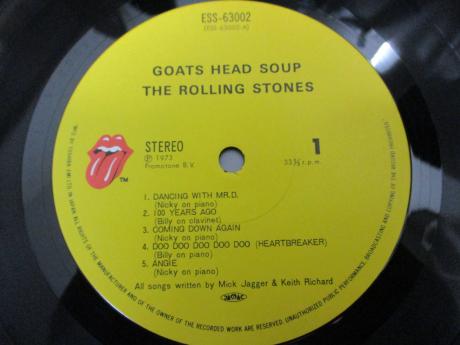 ESS-63002
(ESS-63002-A)
GOATS HEAD SOUP
THE ROLLING STONES
STEREO
Ⓟ 1973
Promotone B.V.
1
33⅓ r.p.m.
TM
1. DANCING WITH MR.D.
(Nicky on piano)
2. 100 YEARS AGO
(Billy on clavinet)
3. COMING DOWN AGAIN
(Nicky on piano)
4. DOO DOO DOO DOO DOO (HEARTBREAKER)
(Billy on piano)
5. ANGIE
(Nicky on piano)
All songs written by Mick Jagger & Keith Richard
ALL RIGHTS OF THE MANUFACTURER AND OF THE OWNER OF THE RECORDED WORK ARE RESERVED. UNAUTHORIZED PUBLIC PERFORMANCE, BROADCASTING AND COPYING OF THIS RECORD PROHIBITED